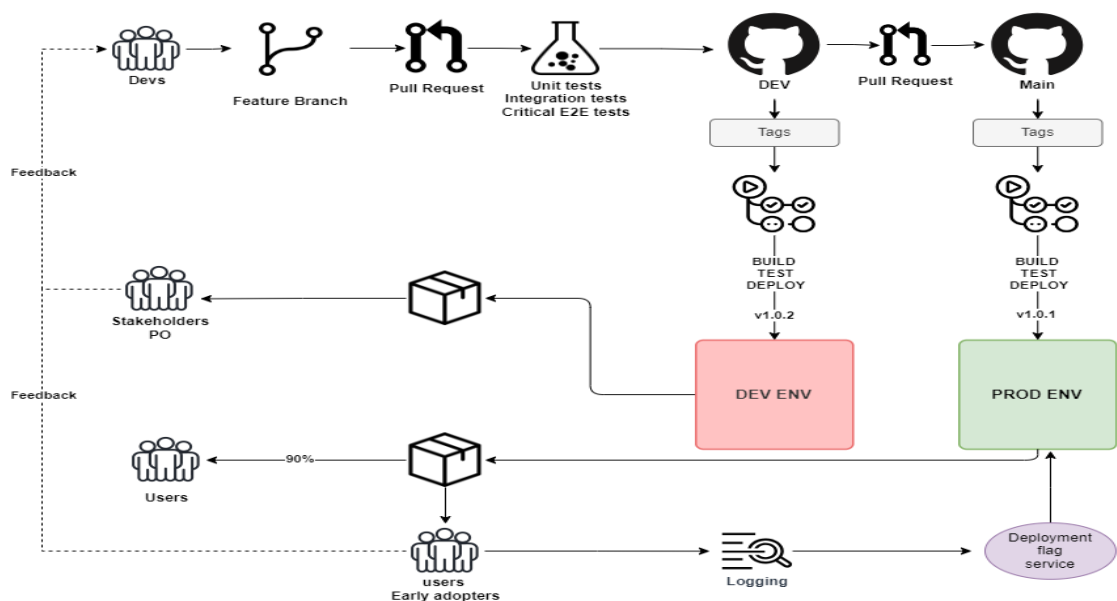 Devs
Feature Branch
Pull Request
Unit tests
Integration tests
Critical E2E tests
DEV
Pull Request
Main
Tags
Tags
Feedback
BUILD
TEST
DEPLOY
BUILD
TEST
DEPLOY
v1.0.2
v1.0.1
Stakeholders
PO
Feedback
DEV ENV
PROD ENV
90%
Users
users
Early adopters
Logging
Deployment
flag
service